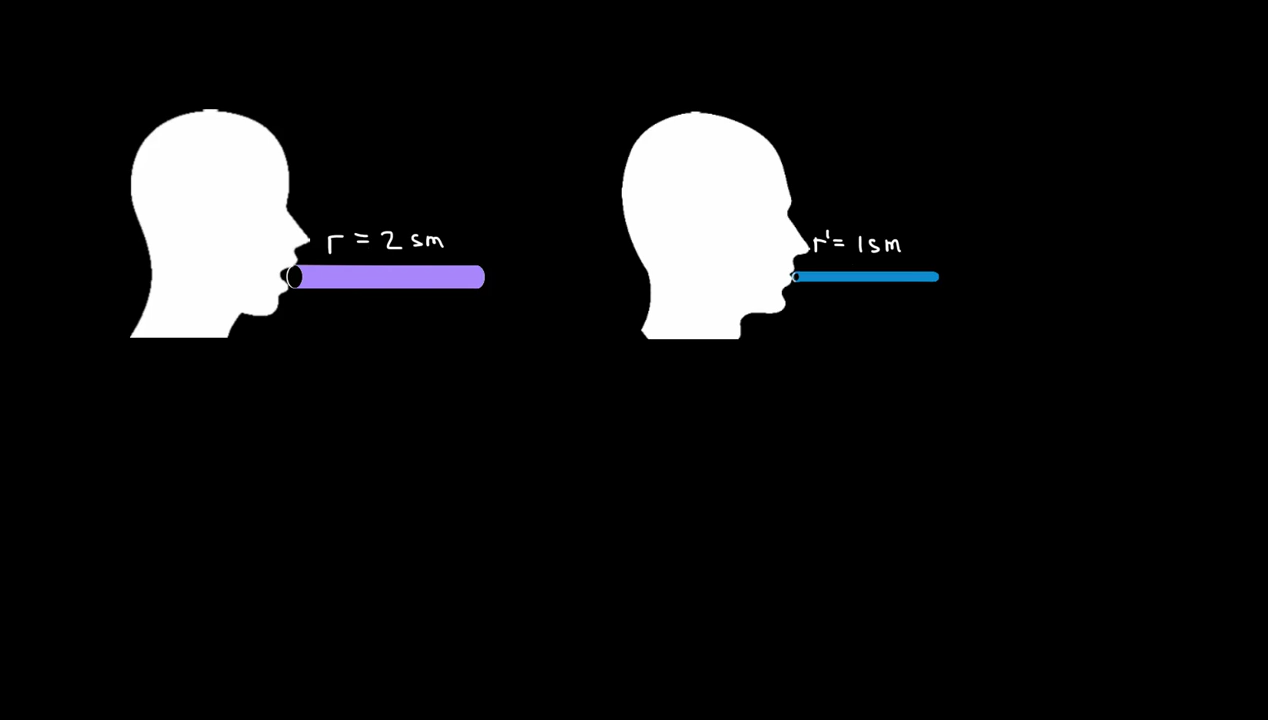 r = 2 sm
r' = 1 sm